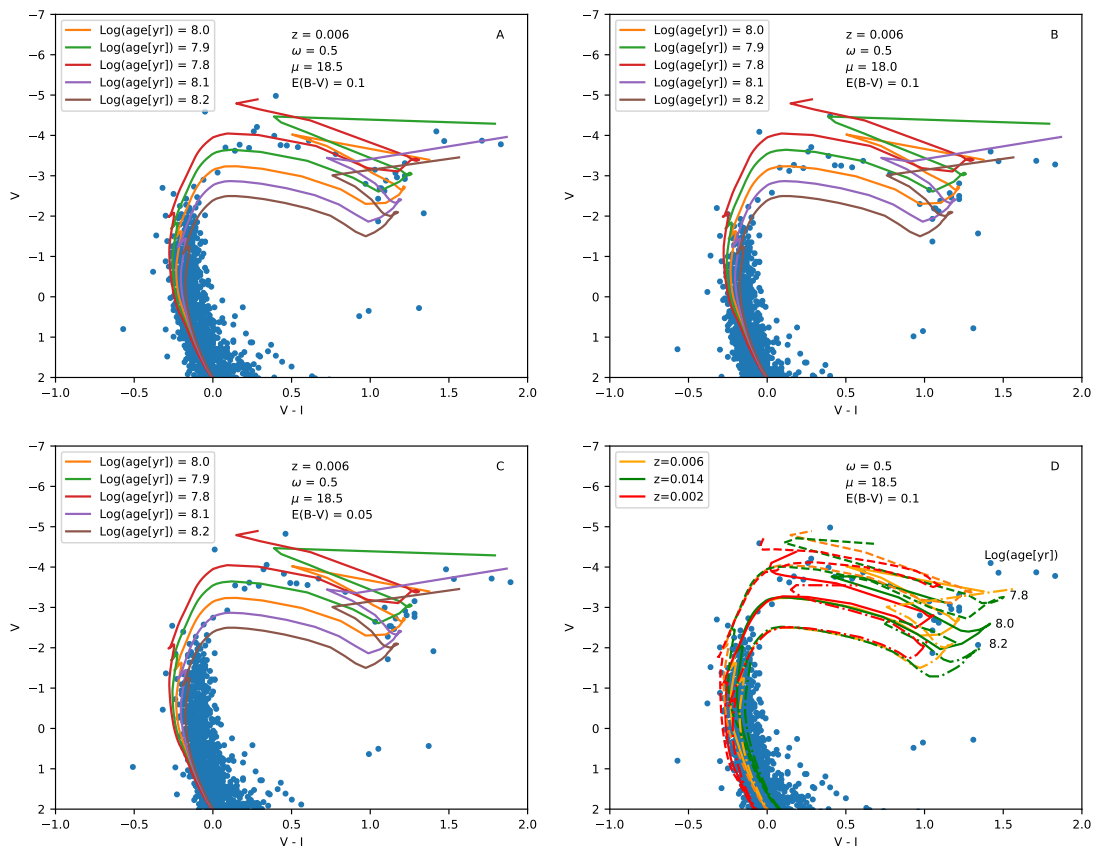 −7
−6
−5
−4
−3
−2
−1
0
1
2
V
−1.0
−0.5
0.0
0.5
1.0
1.5
2.0
V - I
Log(age[yr]) = 8.0
Log(age[yr]) = 7.9
Log(age[yr]) = 7.8
Log(age[yr]) = 8.1
Log(age[yr]) = 8.2
z = 0.006
ω = 0.5
μ = 18.5
E(B-V) = 0.1
A
−7
−6
−5
−4
−3
−2
−1
0
1
2
V
−1.0
−0.5
0.0
0.5
1.0
1.5
2.0
V - I
Log(age[yr]) = 8.0
Log(age[yr]) = 7.9
Log(age[yr]) = 7.8
Log(age[yr]) = 8.1
Log(age[yr]) = 8.2
z = 0.006
ω = 0.5
μ = 18.0
E(B-V) = 0.1
B
−7
−6
−5
−4
−3
−2
−1
0
1
2
V
−1.0
−0.5
0.0
0.5
1.0
1.5
2.0
V - I
Log(age[yr]) = 8.0
Log(age[yr]) = 7.9
Log(age[yr]) = 7.8
Log(age[yr]) = 8.1
Log(age[yr]) = 8.2
z = 0.006
ω = 0.5
μ = 18.5
E(B-V) = 0.05
C
−7
−6
−5
−4
−3
−2
−1
0
1
2
V
−1.0
−0.5
0.0
0.5
1.0
1.5
2.0
V - I
z=0.006
z=0.014
z=0.002
ω = 0.5
μ = 18.5
E(B-V) = 0.1
D
Log(age[yr])
7.8
8.0
8.2